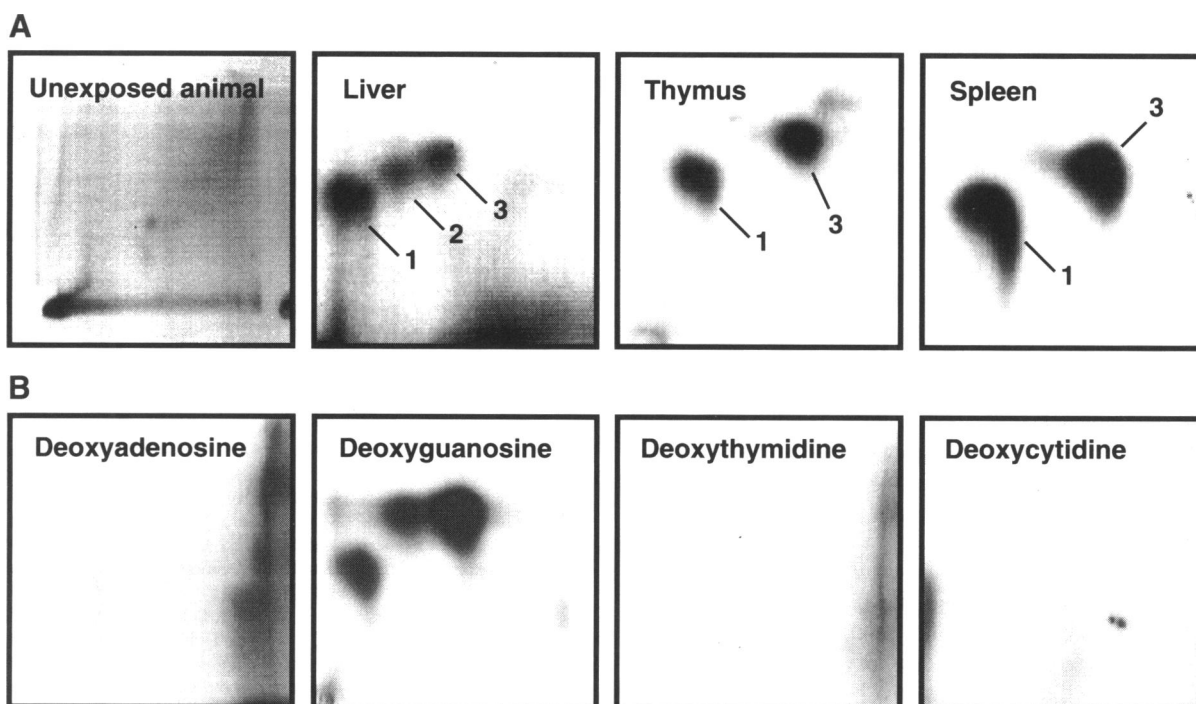 A
Unexposed animal
Liver
1
2
3
Thymus
1
3
Spleen
3
1
B
Deoxyadenosine
Deoxyguanosine
Deoxythymidine
Deoxycytidine